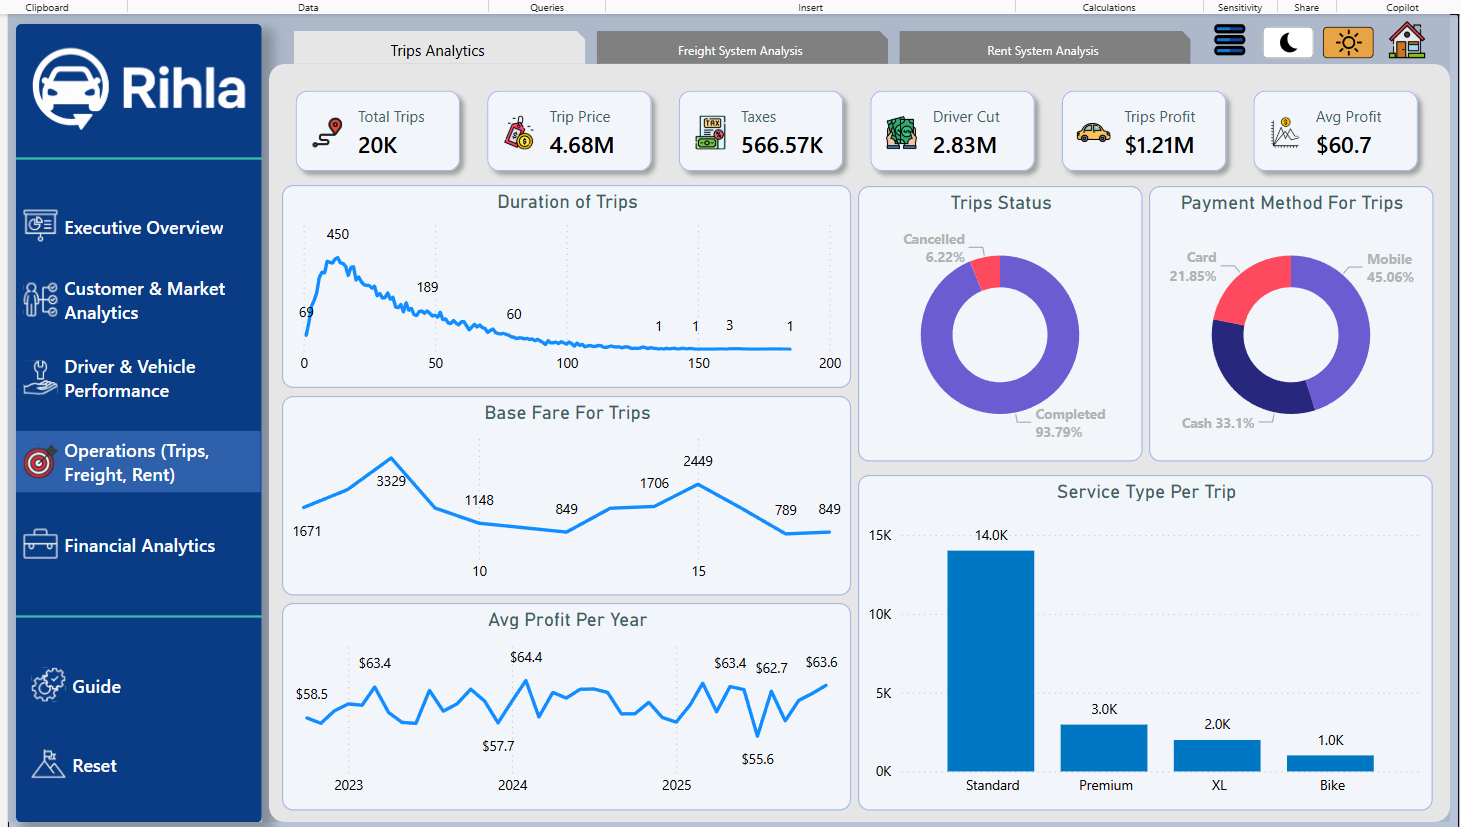 Clipboard
Data
Queries
Insert
Calculations
Sensitivity
Share
Copilot
Rihla
Executive Overview
Customer & Market
Analytics
Driver & Vehicle
Performance
Operations (Trips,
Freight, Rent)
Financial Analytics
Guide
Reset
Trips Analytics
Freight System Analysis
Rent System Analysis
Total Trips
20K
Trip Price
4.68M
TAX
Taxes
566.57K
Driver Cut
2.83M
Trips Profit
$1.21M
Avg Profit
$60.7
Duration of Trips
450
189
69
60
1
1
3
1
0
50
100
150
200
Base Fare For Trips
1671
3329
1148
849
1706
2449
789
849
10
15
Avg Profit Per Year
$58.5
$63.4
$64.4
$57.7
$63.4
$62.7
$63.6
$55.6
2023
2024
2025
Trips Status
Cancelled
6.22%
Completed
93.79%
Payment Method For Trips
Card
21.85%
Mobile
45.06%
Cash 33.1%
Service Type Per Trip
15K
10K
5K
0K
14.0K
3.0K
2.0K
1.0K
Standard
Premium
XL
Bike